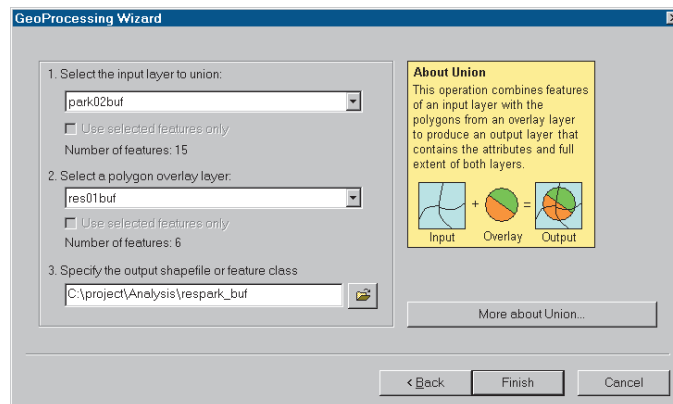 GeoProcessing Wizard
1. Select the input layer to union:
park02buf
Use selected features only
Number of features: 15
2. Select a polygon overlay layer:
res01buf
Use selected features only
Number of features: 6
3. Specify the output shapefile or feature class
C:\project\Analysis\respark_buf
About Union
This operation combines features
of an input layer with the
polygons from an overlay layer
to produce an output layer that
contains the attributes and full
extent of both layers.
+ =
Input Overlay Output
More about Union...
< Back Finish Cancel